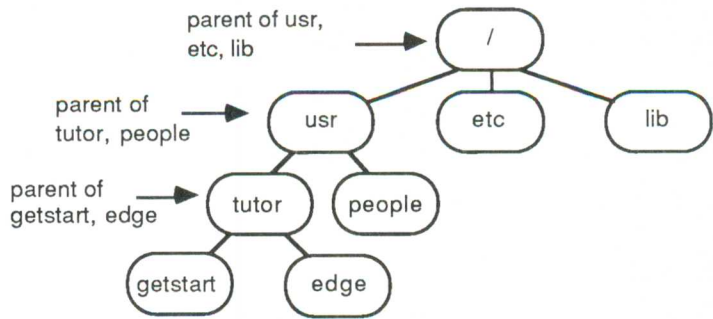 parent of usr,
etc, lib
/
parent of
tutor, people
usr
etc
lib
parent of
getstart, edge
tutor
people
getstart
edge